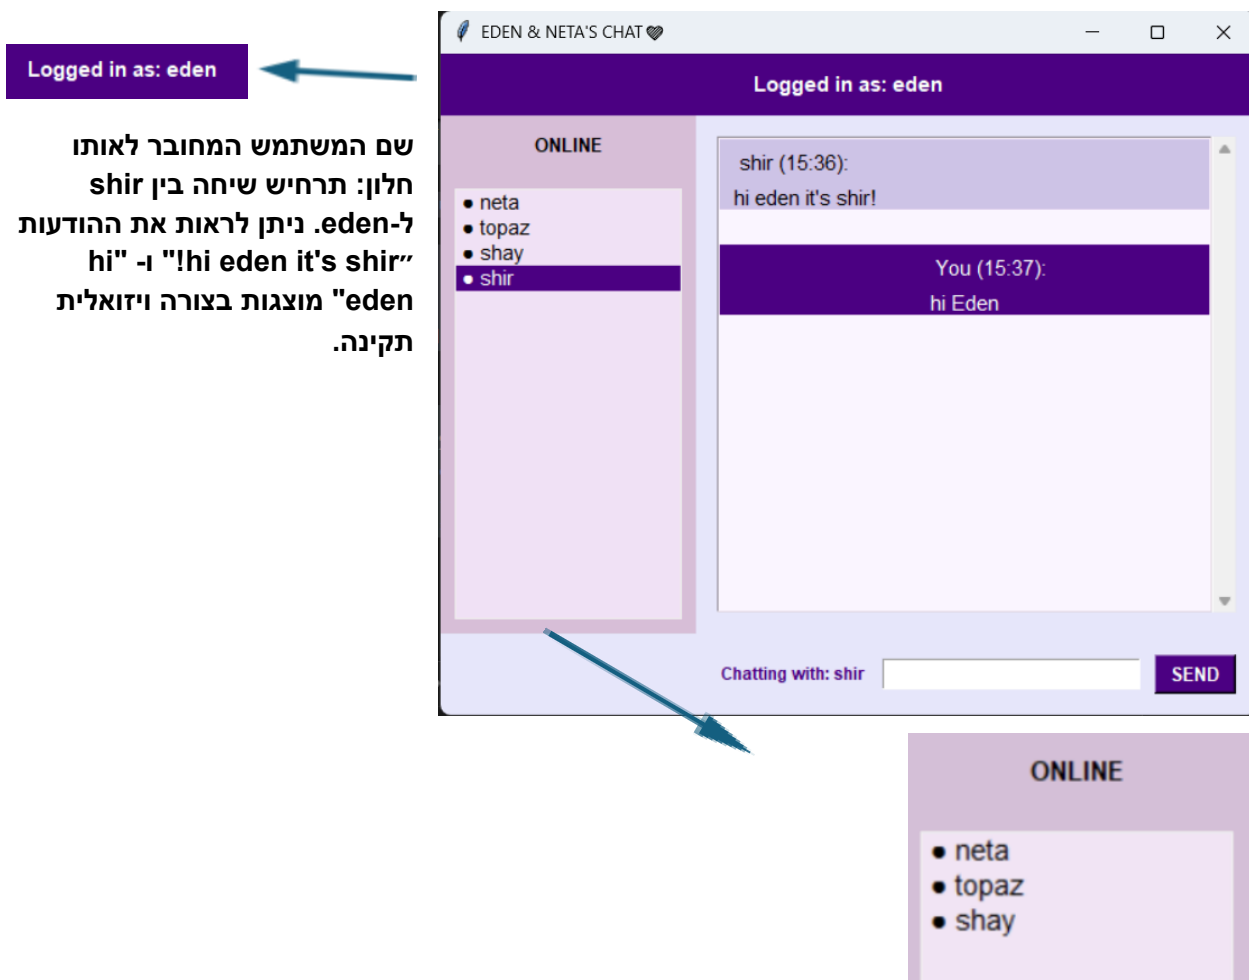 EDEN & NETA'S CHAT
Logged in as: eden
Logged in as: eden
שם המשתמש המחובר לאותו
חלון: תרחיש שיחה בין shir
ל-eden. ניתן לראות את ההודעות
״hi eden it's shir!" ו- "hi
eden" מוצגות בצורה ויזואלית
תקינה.
ONLINE
● neta
● topaz
● shay
● shir
shir (15:36):
hi eden it's shir!
You (15:37):
hi Eden
Chatting with: shir
SEND
ONLINE
● neta
● topaz
● shay